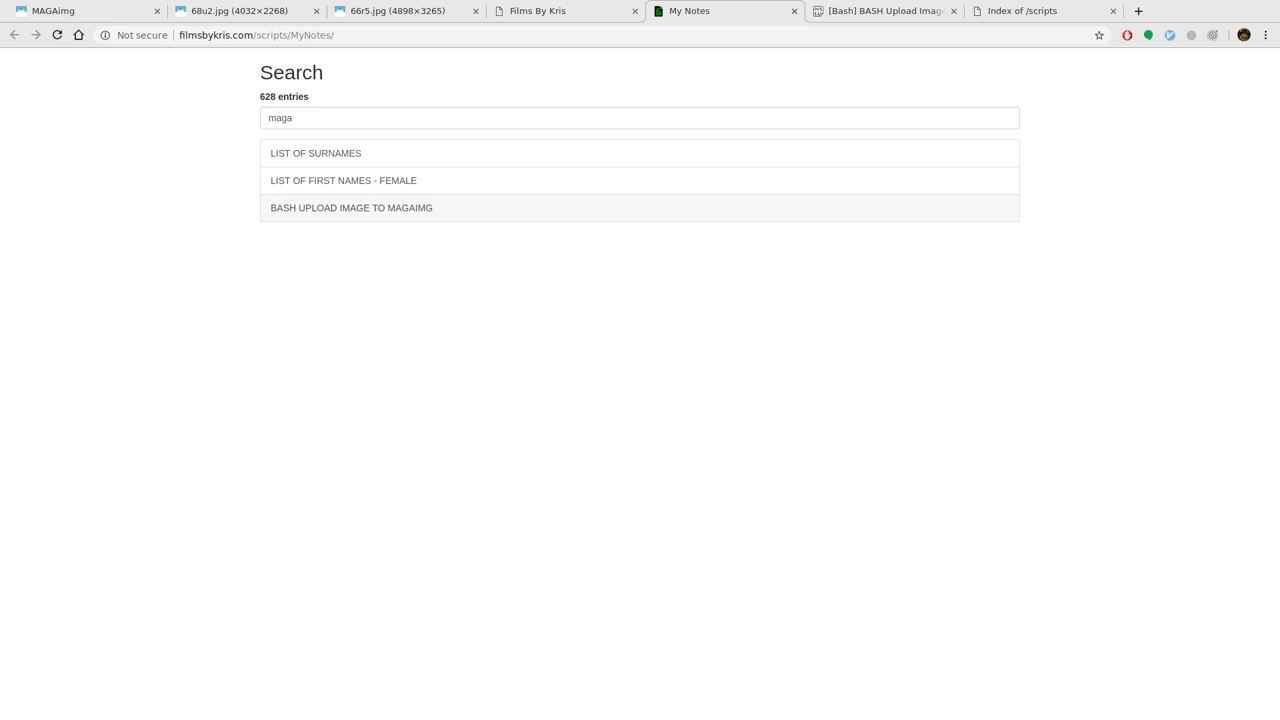 MAGAimg
68u2.jpg (4032×2268)
66r5.jpg (4898×3265)
Films By Kris
My Notes
[Bash] BASH Upload Imag
Index of /scripts
Not secure
filmsbykris.com/scripts/MyNotes/
Search
628 entries
maga
LIST OF SURNAMES
LIST OF FIRST NAMES - FEMALE
BASH UPLOAD IMAGE TO MAGAIMG